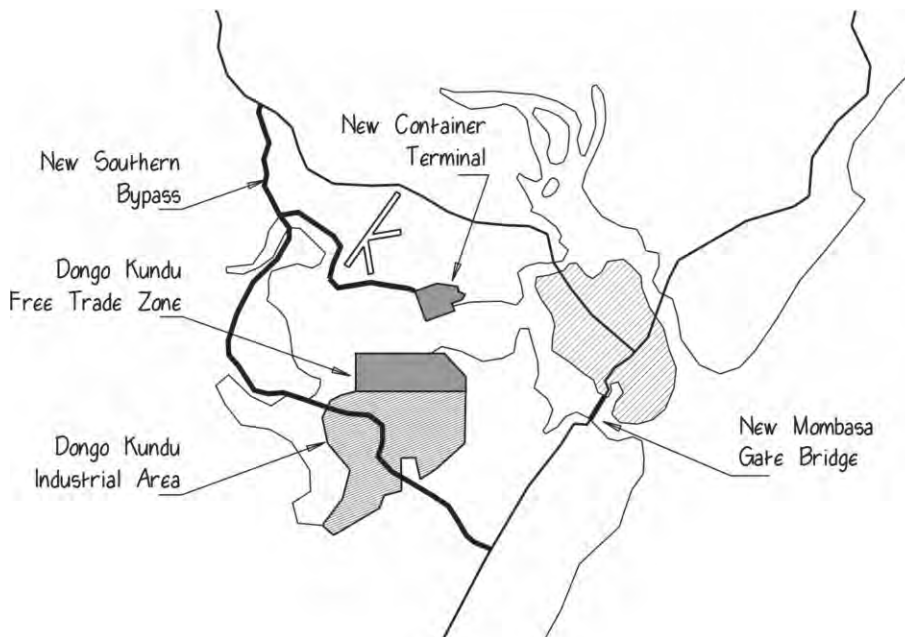 New Container
Terminal
New Southern
Bypass
Dongo Kundu
Free Trade Zone
Dongo Kundu
Industrial Area
New Mombasa
Gate Bridge